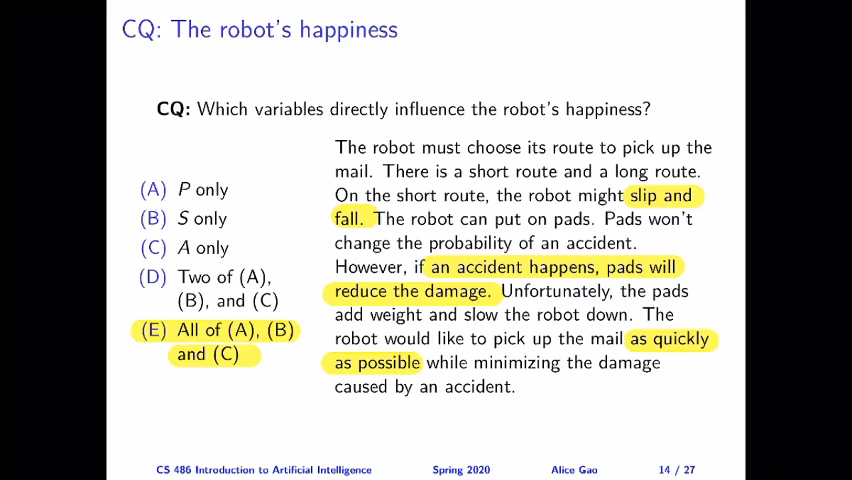 CQ: The robot's happiness
CQ: Which variables directly influence the robot's happiness?
(A) P only
(B) S only
(C) A only
(D) Two of (A),
(B), and (C)
(E) All of (A), (B)
and (C)
The robot must choose its route to pick up the
mail. There is a short route and a long route.
On the short route, the robot might slip and
fall. The robot can put on pads. Pads won't
change the probability of an accident.
However, if an accident happens, pads will
reduce the damage. Unfortunately, the pads
add weight and slow the robot down. The
robot would like to pick up the mail as quickly
as possible while minimizing the damage
caused by an accident.
CS 486 Introduction to Artificial Intelligence Spring 2020 Alice Gao 14 / 27